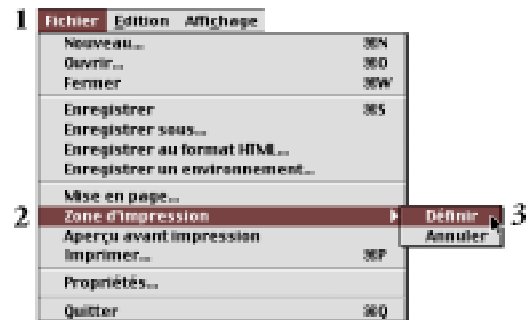 1 Fichier Edition Affichage
Nouveau... ⌘N
Ouvrir... ⌘O
Fermer ⌘W
Enregistrer ⌘S
Enregistrer sous...
Enregistrer au format HTML...
Enregistrer un environnement...
Mise en page...
2 Zone d'impression Définir 3
Aperçu avant impression Annuler
Imprimer... ⌘P
Propriétés...
Quitter ⌘Q